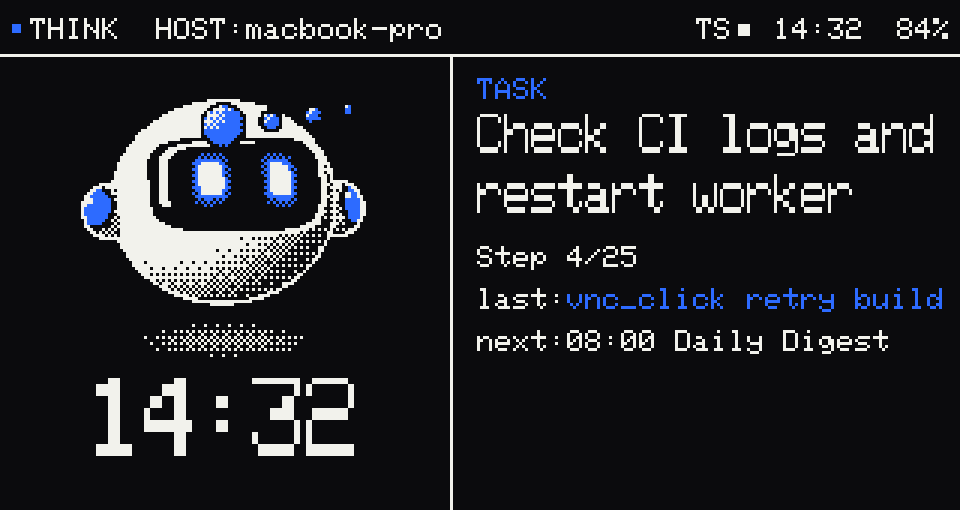 THINK HOST:macbook-pro TS 14:32 84%
14:32
TASK
Check CI logs and
restart worker
Step 4/25
last:vnc_click retry build
next:08:00 Daily Digest